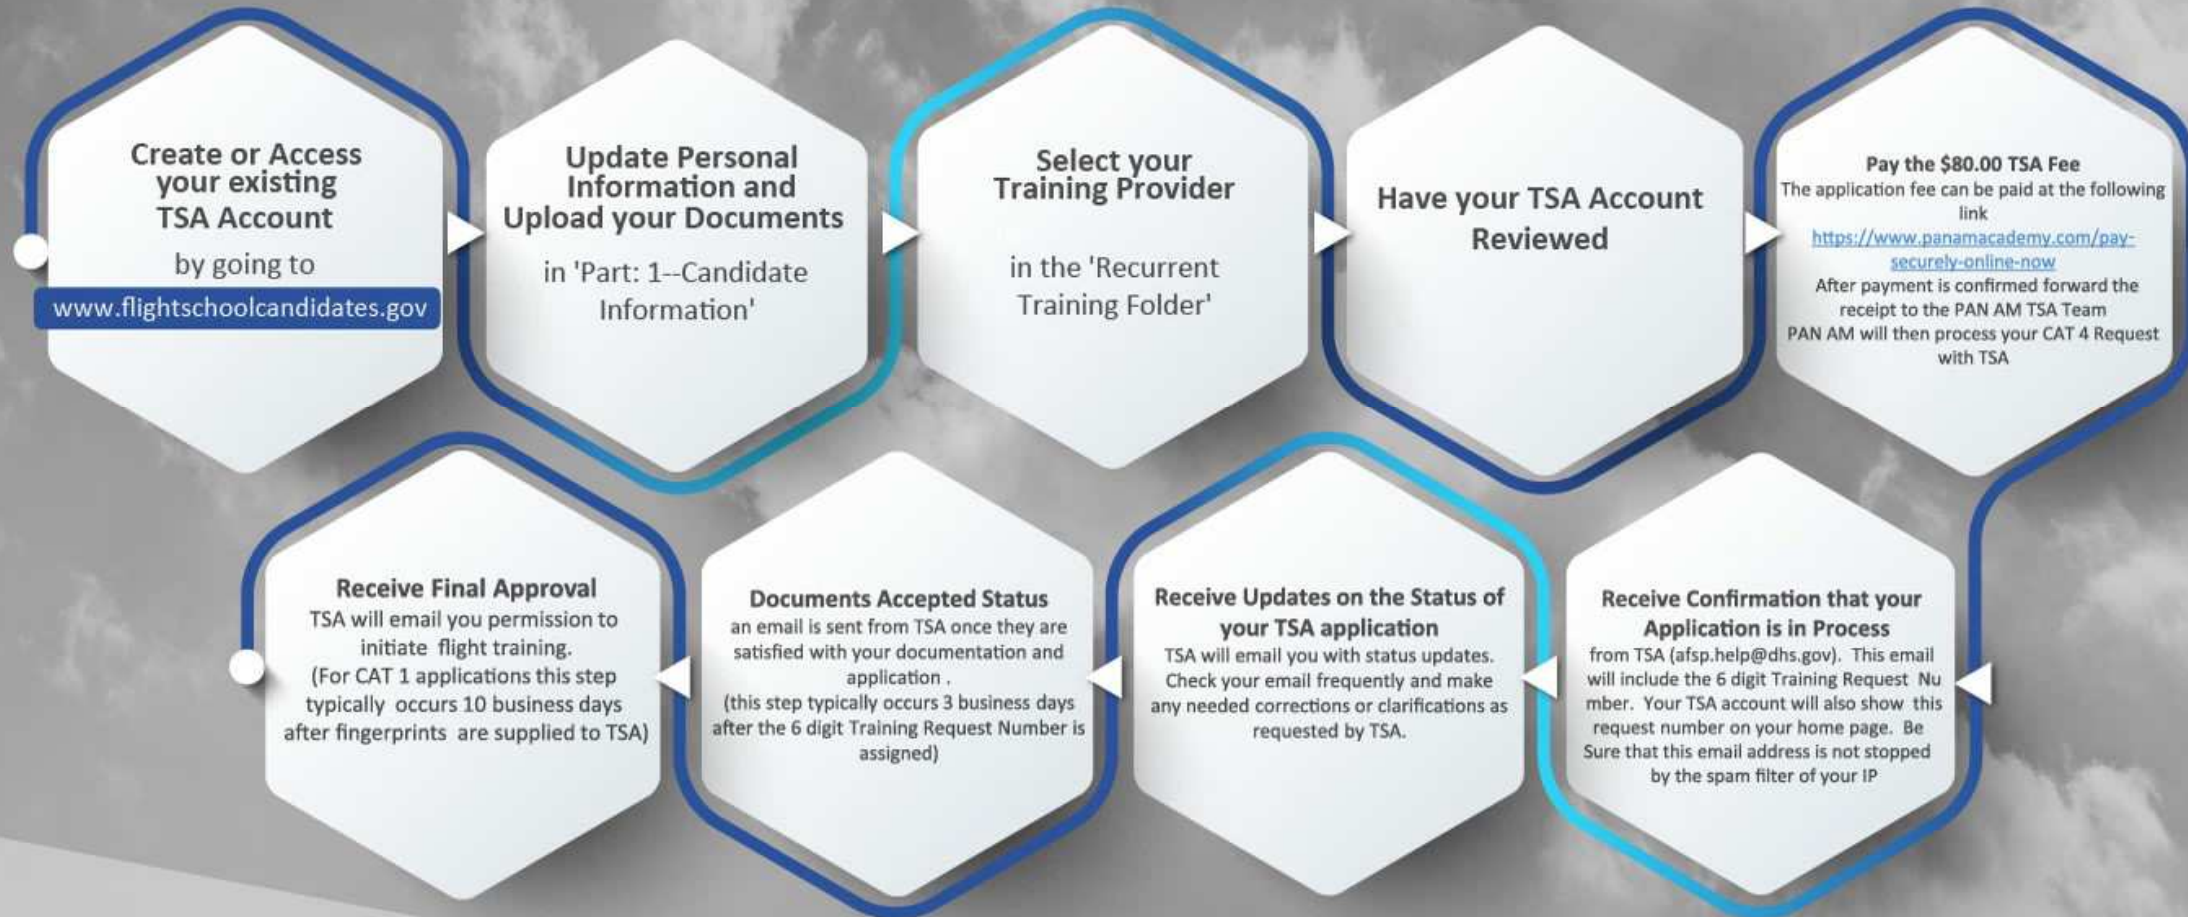 Create or Access
your existing
TSA Account
by going to
www.flightschoolcandidates.gov
Update Personal
Information and
Upload your Documents
in 'Part: 1--Candidate
Information'
Select your
Training Provider
in the 'Recurrent
Training Folder'
Have your TSA Account
Reviewed
Pay the $80.00 TSA Fee
The application fee can be paid at the following
link
https://www.panamacademy.com/pay-
securely-online-now
After payment is confirmed forward the
receipt to the PAN AM TSA Team
PAN AM will then process your CAT 4 Request
with TSA
Receive Confirmation that your
Application is in Process
from TSA (afsp.help@dhs.gov). This email
will include the 6 digit Training Request Nu
mber. Your TSA account will also show this
request number on your home page. Be
Sure that this email address is not stopped
by the spam filter of your IP
Receive Updates on the Status of
your TSA application
TSA will email you with status updates.
Check your email frequently and make
any needed corrections or clarifications as
requested by TSA.
Documents Accepted Status
an email is sent from TSA once they are
satisfied with your documentation and
application .
(this step typically occurs 3 business days
after the 6 digit Training Request Number is
assigned)
Receive Final Approval
TSA will email you permission to
initiate flight training.
(For CAT 1 applications this step
typically occurs 10 business days
after fingerprints are supplied to TSA)